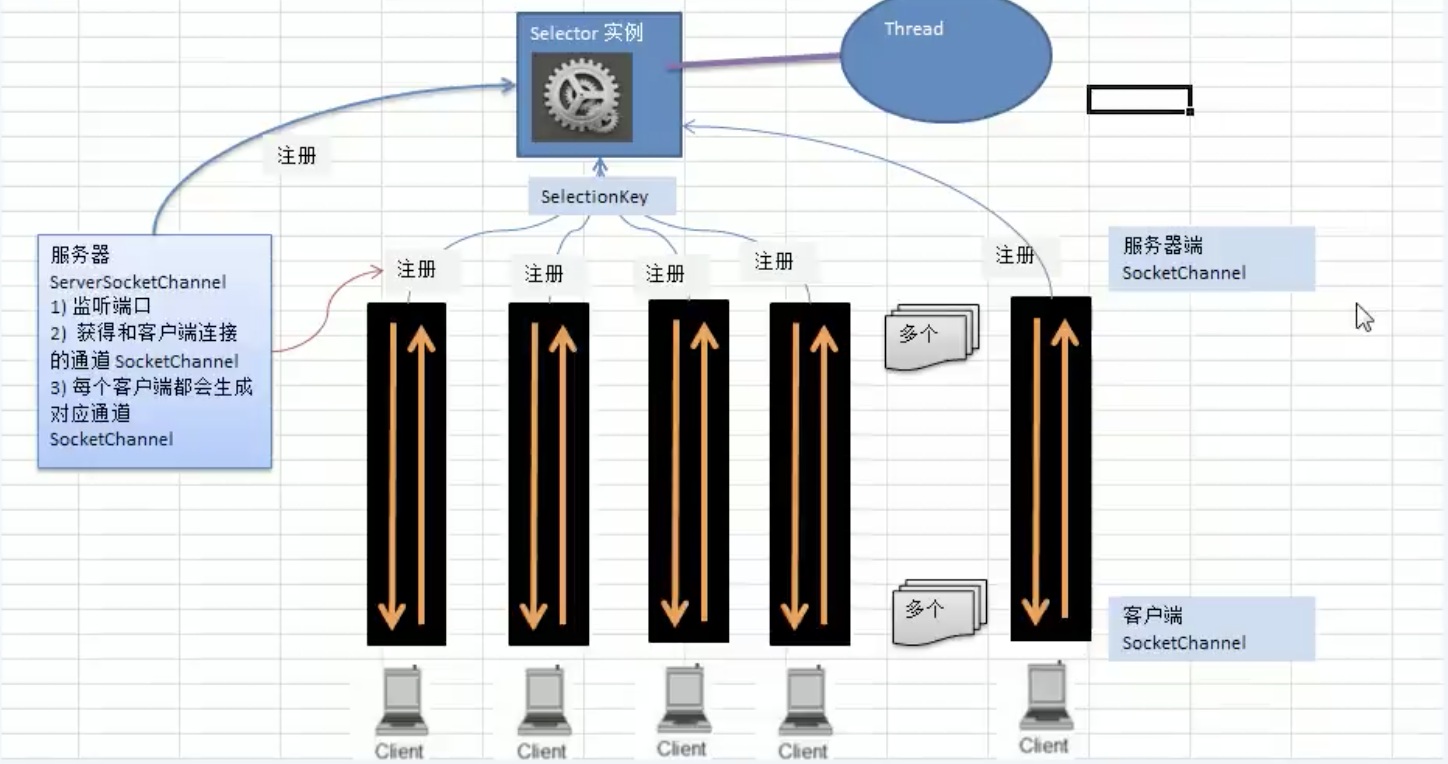 Selector 实例
Thread
注册
SelectionKey
服务器
ServerSocketChannel
1) 监听端口
2) 获得和客户端连接
的通道 SocketChannel
3) 每个客户端都会生成
对应通道
SocketChannel
注册
注册
注册
注册
注册
服务器端
SocketChannel
多个
多个
客户端
SocketChannel
Client
Client
Client
Client
Client